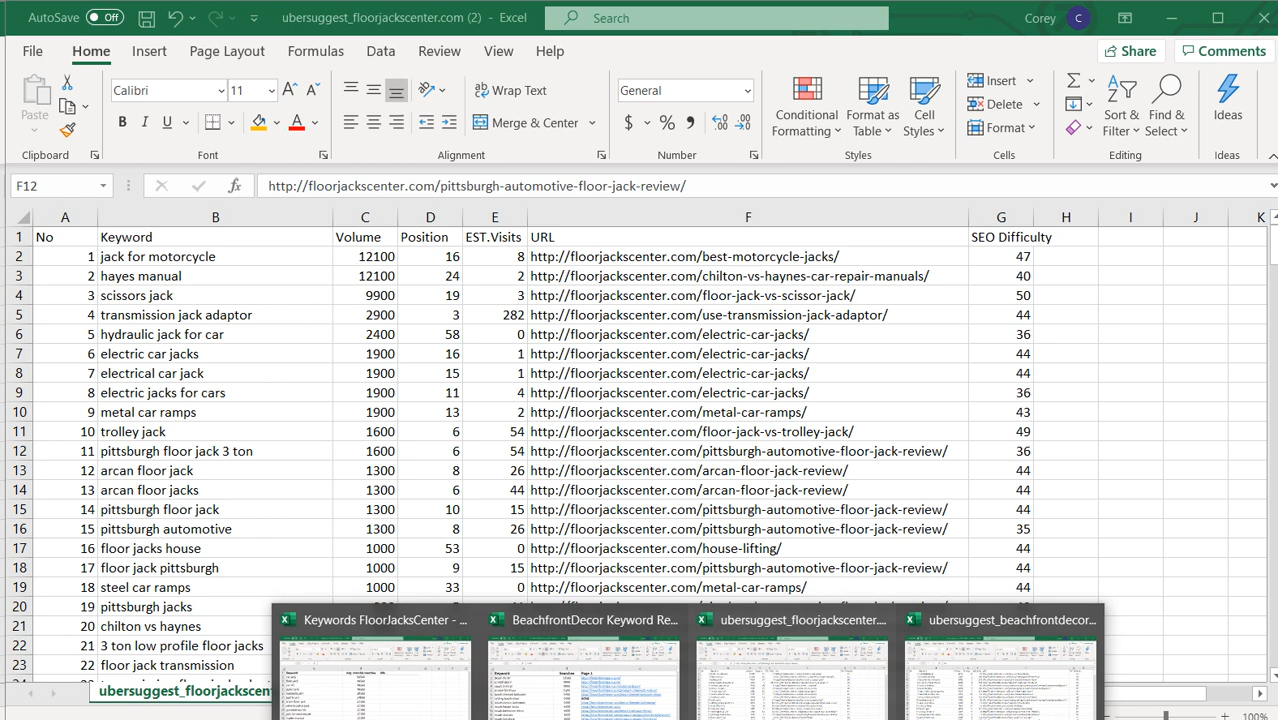 AutoSave Off ubersuggest_floorjackscenter.com (2) - Excel Search Corey C
File Home Insert Page Layout Formulas Data Review View Help Share Comments
Paste Calibri 11 Wrap Text General Conditional Formatting Format as Table Cell Styles Insert Delete Format Sort & Filter Find & Select Ideas
B I U A Merge & Center $ %
Clipboard Font Alignment Number Styles Cells Editing Ideas
F12 fx http://floorjackscenter.com/pittsburgh-automotive-floor-jack-review/
A B C D E F G H I J K
1 No Keyword Volume Position EST.Visits URL SEO Difficulty
2 1 jack for motorcycle 12100 16 8 http://floorjackscenter.com/best-motorcycle-jacks/ 47
3 2 hayes manual 12100 24 2 http://floorjackscenter.com/chilton-vs-haynes-car-repair-manuals/ 40
4 3 scissors jack 9900 19 3 http://floorjackscenter.com/floor-jack-vs-scissor-jack/ 50
5 4 transmission jack adaptor 2900 3 282 http://floorjackscenter.com/use-transmission-jack-adaptor/ 44
6 5 hydraulic jack for car 2400 58 0 http://floorjackscenter.com/electric-car-jacks/ 36
7 6 electric car jacks 1900 16 1 http://floorjackscenter.com/electric-car-jacks/ 44
8 7 electrical car jack 1900 15 1 http://floorjackscenter.com/electric-car-jacks/ 44
9 8 electric jacks for cars 1900 11 4 http://floorjackscenter.com/electric-car-jacks/ 36
10 9 metal car ramps 1900 13 2 http://floorjackscenter.com/metal-car-ramps/ 43
11 10 trolley jack 1600 6 54 http://floorjackscenter.com/floor-jack-vs-trolley-jack/ 49
12 11 pittsburgh floor jack 3 ton 1600 6 54 http://floorjackscenter.com/pittsburgh-automotive-floor-jack-review/ 36
13 12 arcan floor jack 1300 8 26 http://floorjackscenter.com/arcan-floor-jack-review/ 44
14 13 arcan floor jacks 1300 6 44 http://floorjackscenter.com/arcan-floor-jack-review/ 44
15 14 pittsburgh floor jack 1300 10 15 http://floorjackscenter.com/pittsburgh-automotive-floor-jack-review/ 44
16 15 pittsburgh automotive 1300 8 26 http://floorjackscenter.com/pittsburgh-automotive-floor-jack-review/ 35
17 16 floor jacks house 1000 53 0 http://floorjackscenter.com/house-lifting/ 44
18 17 floor jack pittsburgh 1000 9 15 http://floorjackscenter.com/pittsburgh-automotive-floor-jack-review/ 44
19 18 steel car ramps 1000 33 0 http://floorjackscenter.com/metal-car-ramps/ 44
20 19 pittsburgh jacks
21 20 chilton vs haynes
22 21 3 ton low profile floor jacks
23 22 floor jack transmission
Keywords FloorJacksCenter - ... BeachfrontDecor Keyword Re... ubersuggest_floorjackscenter.... ubersuggest_beachfrontdecor...
ubersuggest_floorjackscen